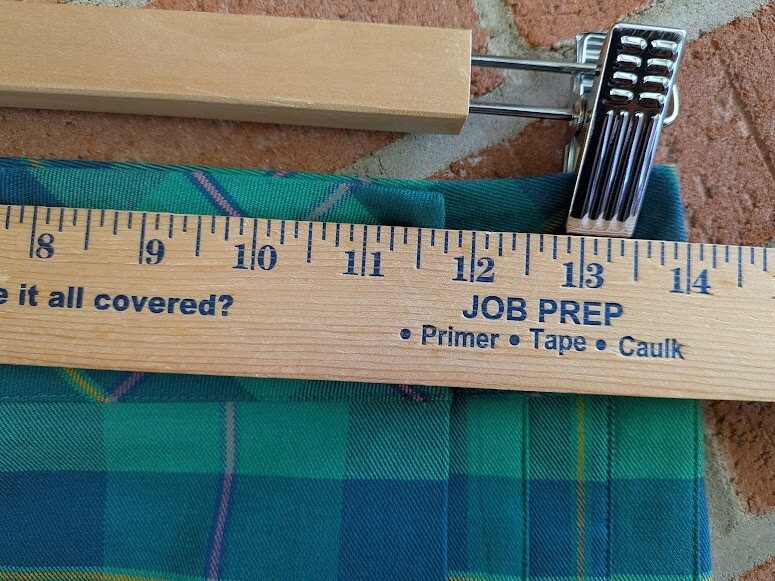 8 9 10 11 12 13 14
e it all covered?
JOB PREP
• Primer • Tape • Caulk